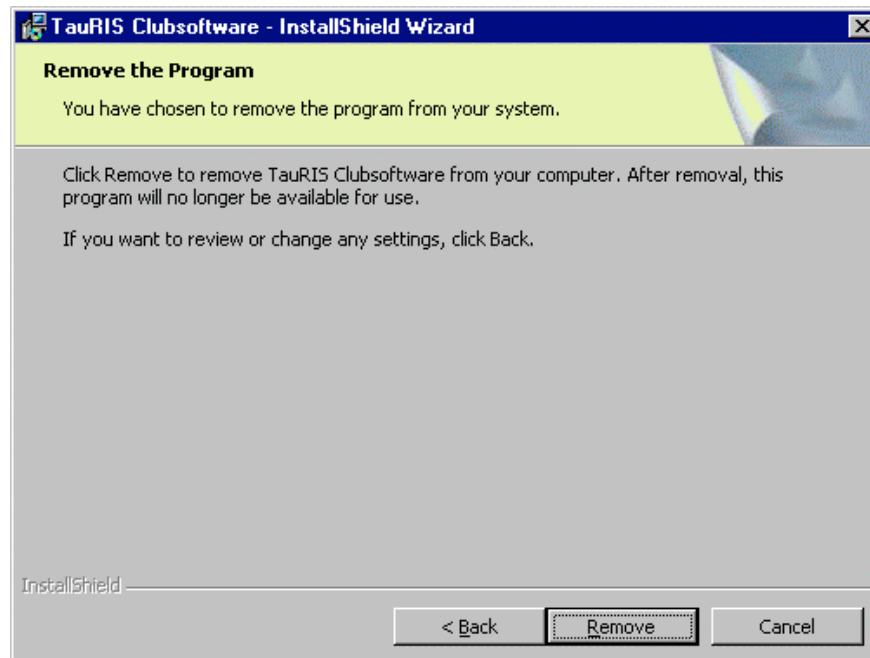 TauRIS Clubsoftware - InstallShield Wizard
Remove the Program
You have chosen to remove the program from your system.
Click Remove to remove TauRIS Clubsoftware from your computer. After removal, this
program will no longer be available for use.
If you want to review or change any settings, click Back.
InstallShield
< Back Remove Cancel